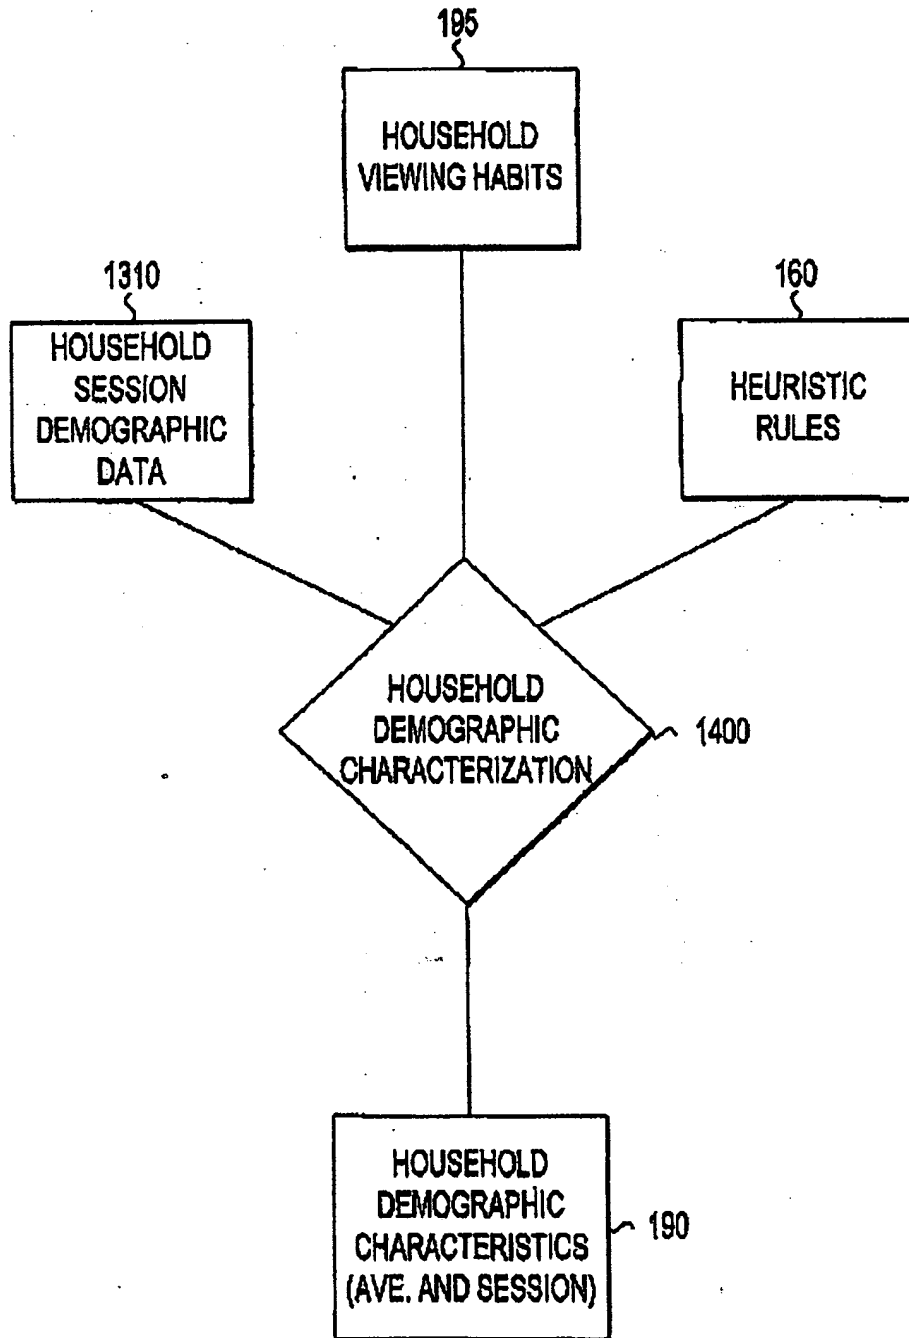 195
HOUSEHOLD
VIEWING HABITS
1310
HOUSEHOLD
SESSION
DEMOGRAPHIC
DATA
160
HEURISTIC
RULES
HOUSEHOLD
DEMOGRAPHIC
CHARACTERIZATION
1400
HOUSEHOLD
DEMOGRAPHIC
CHARACTERISTICS
(AVE. AND SESSION)
190